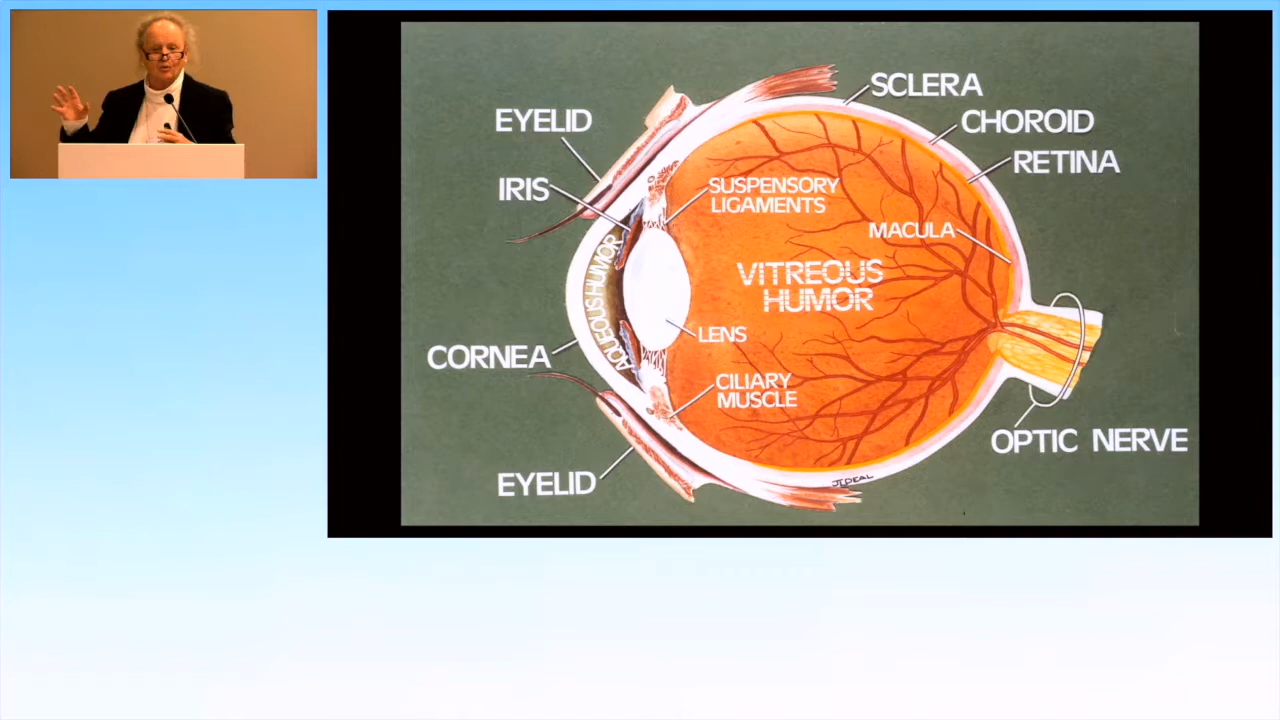 SCLERA
EYELID
CHOROID
RETINA
IRIS
SUSPENSORY
LIGAMENTS
MACULA
AQUEOUS HUMOR
VITREOUS
HUMOR
LENS
CORNEA
CILIARY
MUSCLE
OPTIC NERVE
EYELID
JTDEAL